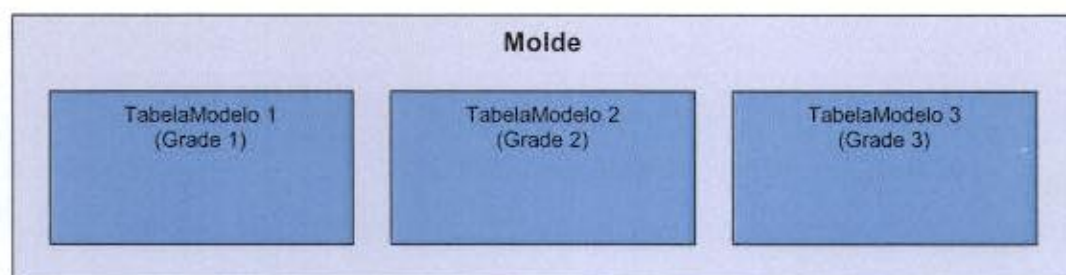 Molde
TabelaModelo 1
(Grade 1)
TabelaModelo 2
(Grade 2)
TabelaModelo 3
(Grade 3)